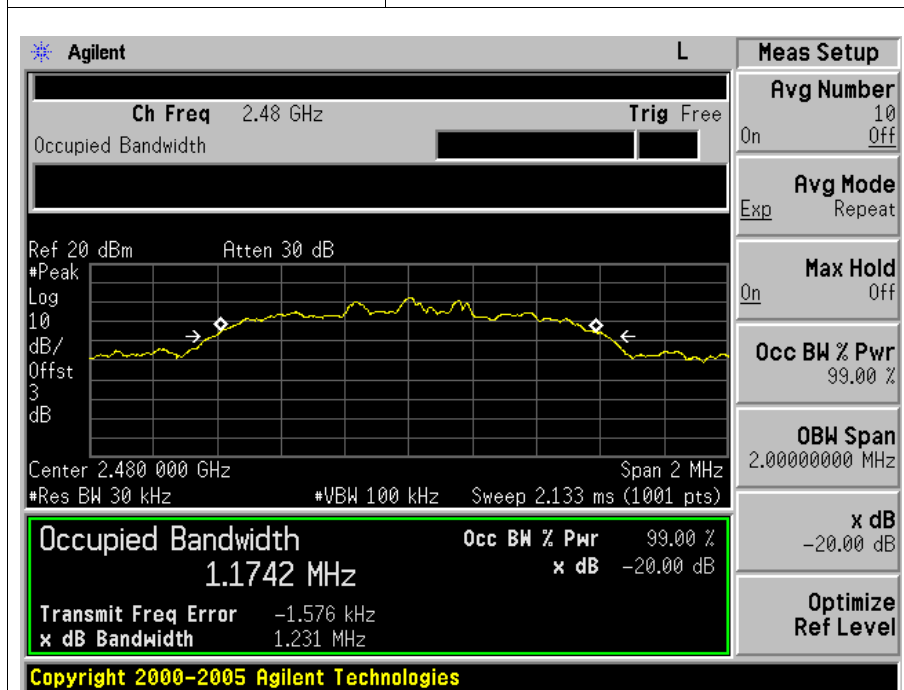 Agilent L Meas Setup
Ch Freq 2.48 GHz Trig Free
Occupied Bandwidth
Avg Number
10
On Off
Avg Mode
Exp Repeat
Max Hold
On Off
Occ BW % Pwr
99.00 %
OBW Span
2.00000000 MHz
x dB
-20.00 dB
Optimize
Ref Level
Ref 20 dBm Atten 30 dB
#Peak
Log
10
dB/
Offst
3
dB
Center 2.480 000 GHz Span 2 MHz
#Res BW 30 kHz #VBW 100 kHz Sweep 2.133 ms (1001 pts)
Occupied Bandwidth Occ BW % Pwr 99.00 %
1.1742 MHz x dB -20.00 dB
Transmit Freq Error -1.576 kHz
x dB Bandwidth 1.231 MHz
Copyright 2000-2005 Agilent Technologies